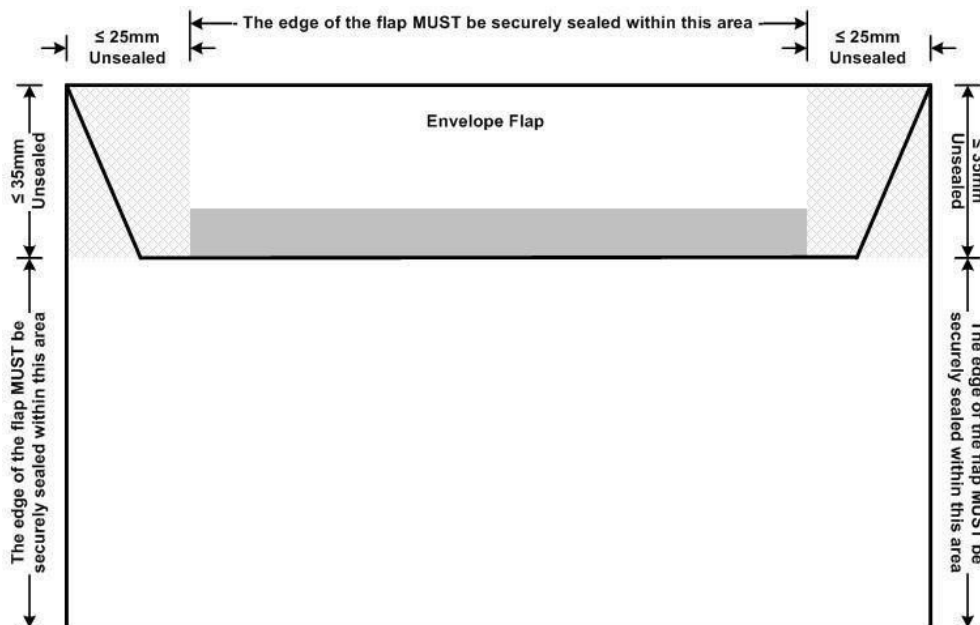 The edge of the flap MUST be securely sealed within this area
≤ 25mm
Unsealed
≤ 25mm
Unsealed
Envelope Flap
≤ 35mm
Unsealed
≤ 35mm
Unsealed
The edge of the flap MUST be
securely sealed within this area
The edge of the flap MUST be
securely sealed within this area